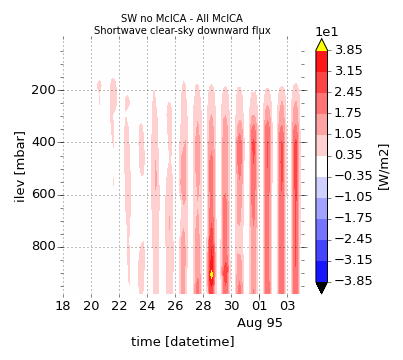 SW no McICA - All McICA
Shortwave clear-sky downward flux
1e1
3.85
3.15
2.45
1.75
1.05
0.35
−0.35
−1.05
−1.75
−2.45
−3.15
−3.85
[W/m2]
ilev [mbar]
200
400
600
800
18 20 22 24 26 28 30 01 03
Aug 95
time [datetime]